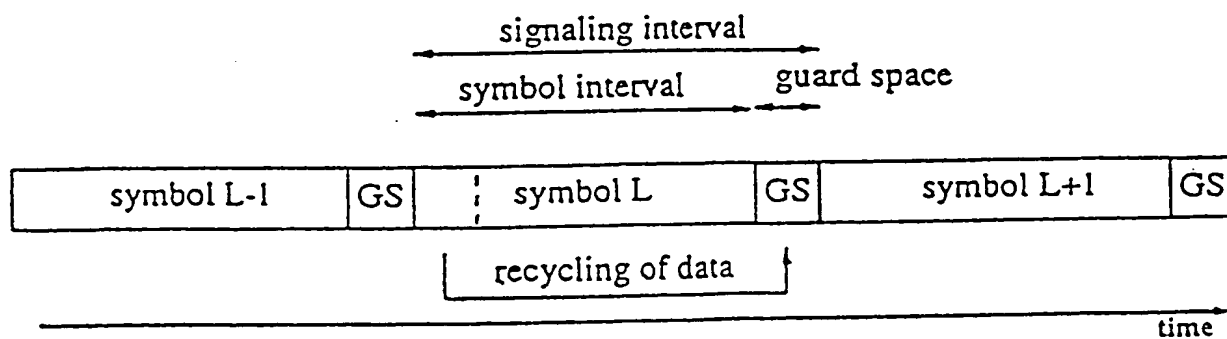 signaling interval
symbol interval
guard space
symbol L-1
GS
symbol L
GS
symbol L+1
GS
recycling of data
time